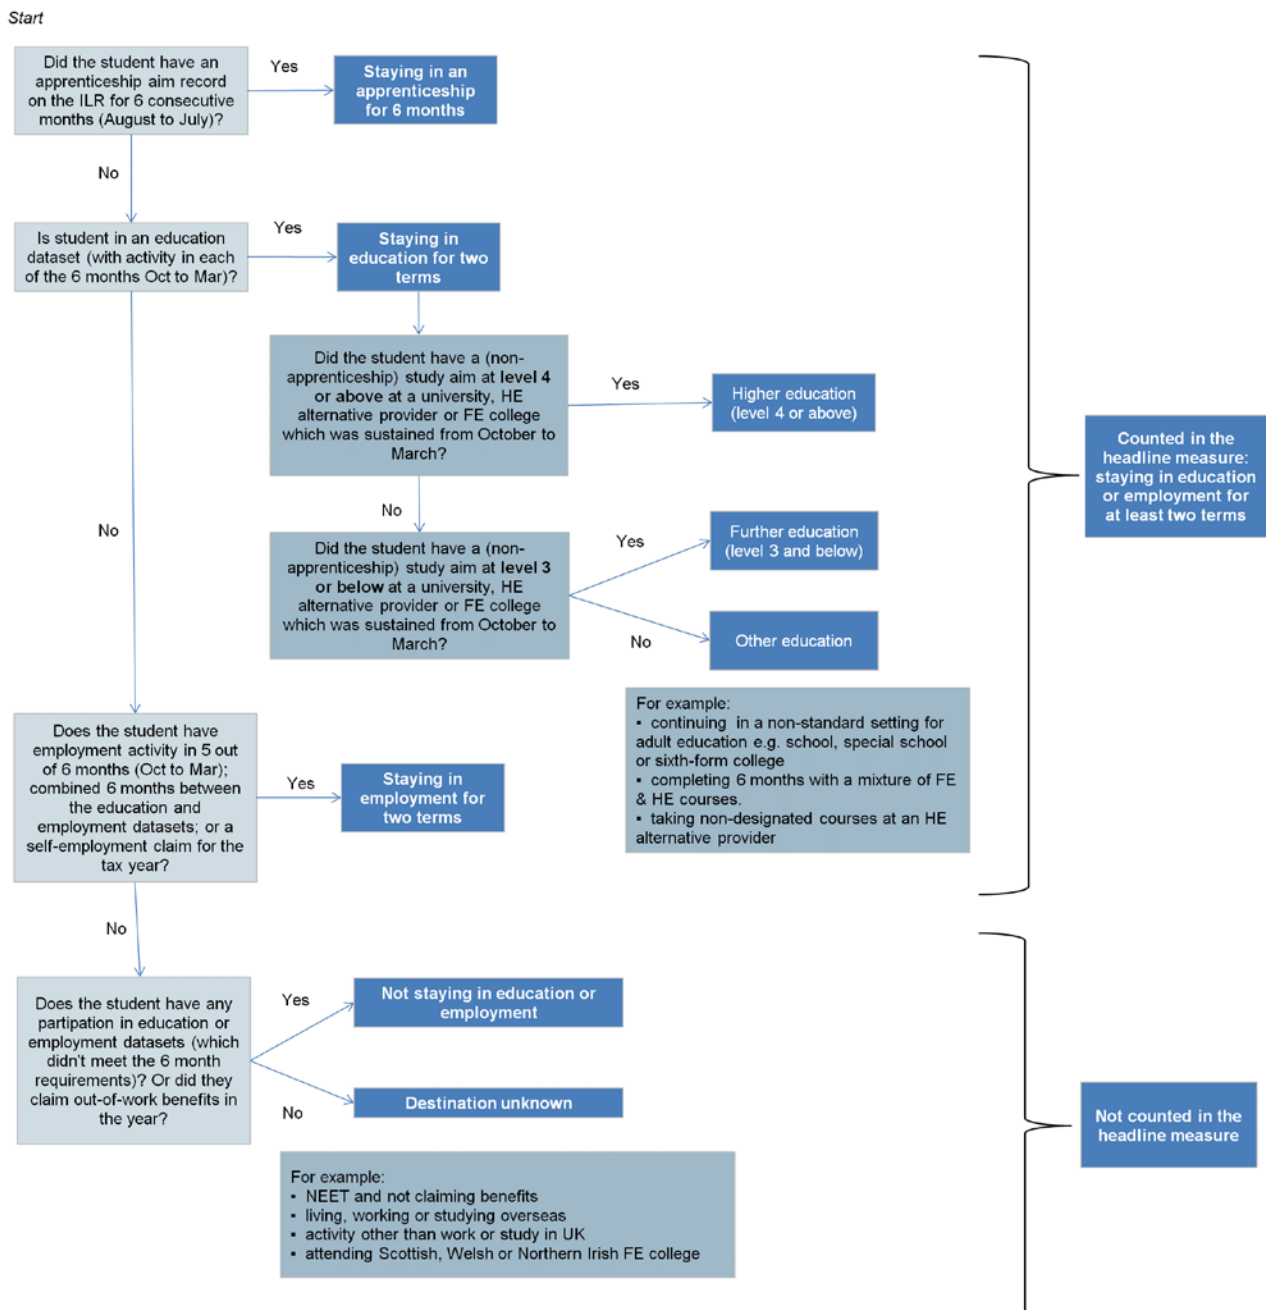 Start
Did the student have an
apprenticeship aim record
on the ILR for 6 consecutive
months (August to July)?
Yes
Staying in an
apprenticeship
for 6 months
No
Is student in an education
dataset (with activity in each
of the 6 months Oct to Mar)?
Yes
Staying in
education for two
terms
Did the student have a (non-
apprenticeship) study aim at level 4
or above at a university, HE
alternative provider or FE college
which was sustained from October to
March?
Yes
Higher education
(level 4 or above)
Counted in the
headline measure:
staying in education
or employment for
at least two terms
No
No
Did the student have a (non-
apprenticeship) study aim at level 3
or below at a university, HE
alternative provider or FE college
which was sustained from October to
March?
Yes
Further education
(level 3 and below)
No
Other education
For example:
▪ continuing in a non-standard setting for
adult education e.g. school, special school
or sixth-form college
▪ completing 6 months with a mixture of FE
& HE courses.
▪ taking non-designated courses at an HE
alternative provider
Does the student have
employment activity in 5 out
of 6 months (Oct to Mar);
combined 6 months between
the education and
employment datasets; or a
self-employment claim for the
tax year?
Yes
Staying in
employment for
two terms
No
Does the student have any
partipation in education or
employment datasets (which
didn't meet the 6 month
requirements)? Or did they
claim out-of-work benefits in
the year?
Yes
Not staying in education or
employment
No
Destination unknown
Not counted in the
headline measure
For example:
▪ NEET and not claiming benefits
▪ living, working or studying overseas
▪ activity other than work or study in UK
▪ attending Scottish, Welsh or Northern Irish FE college